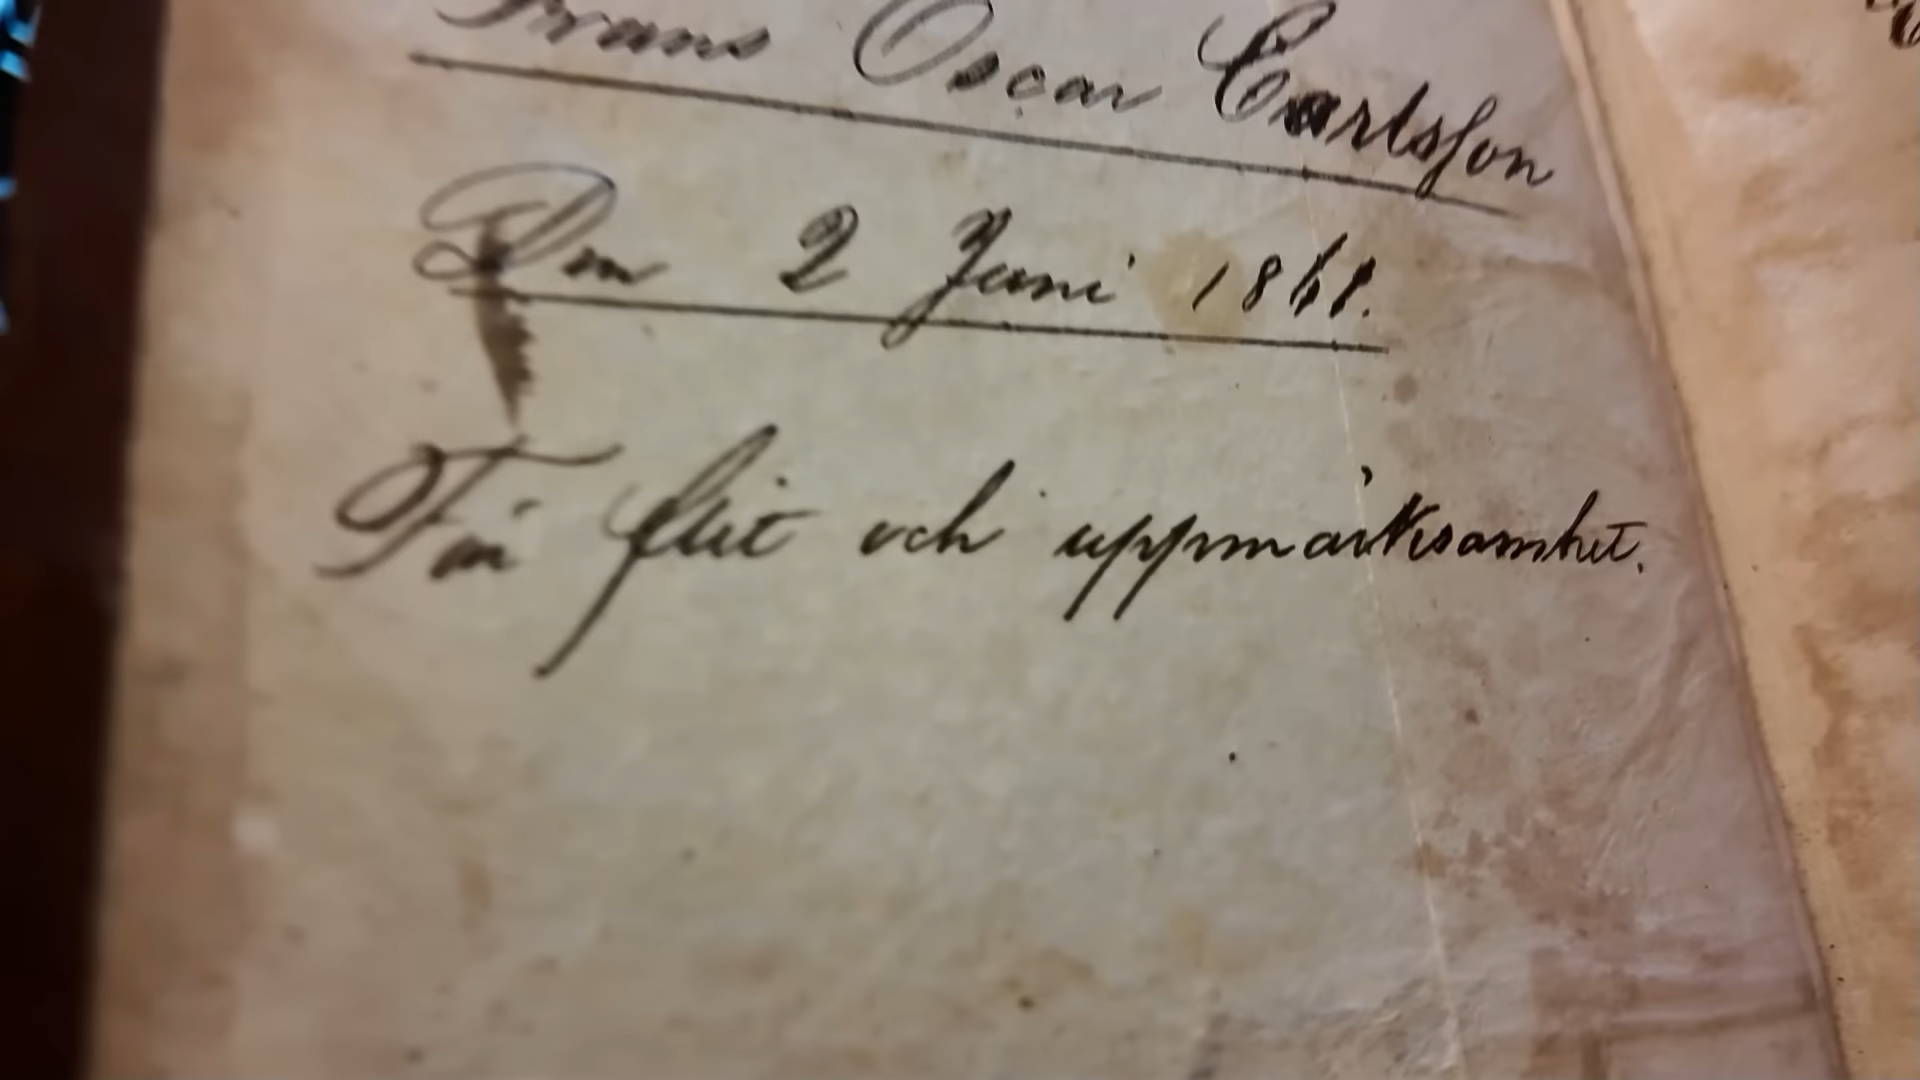 Frans Oscar Carlsson
Den 2 Juni 1861.
För flit och uppmärksamhet.